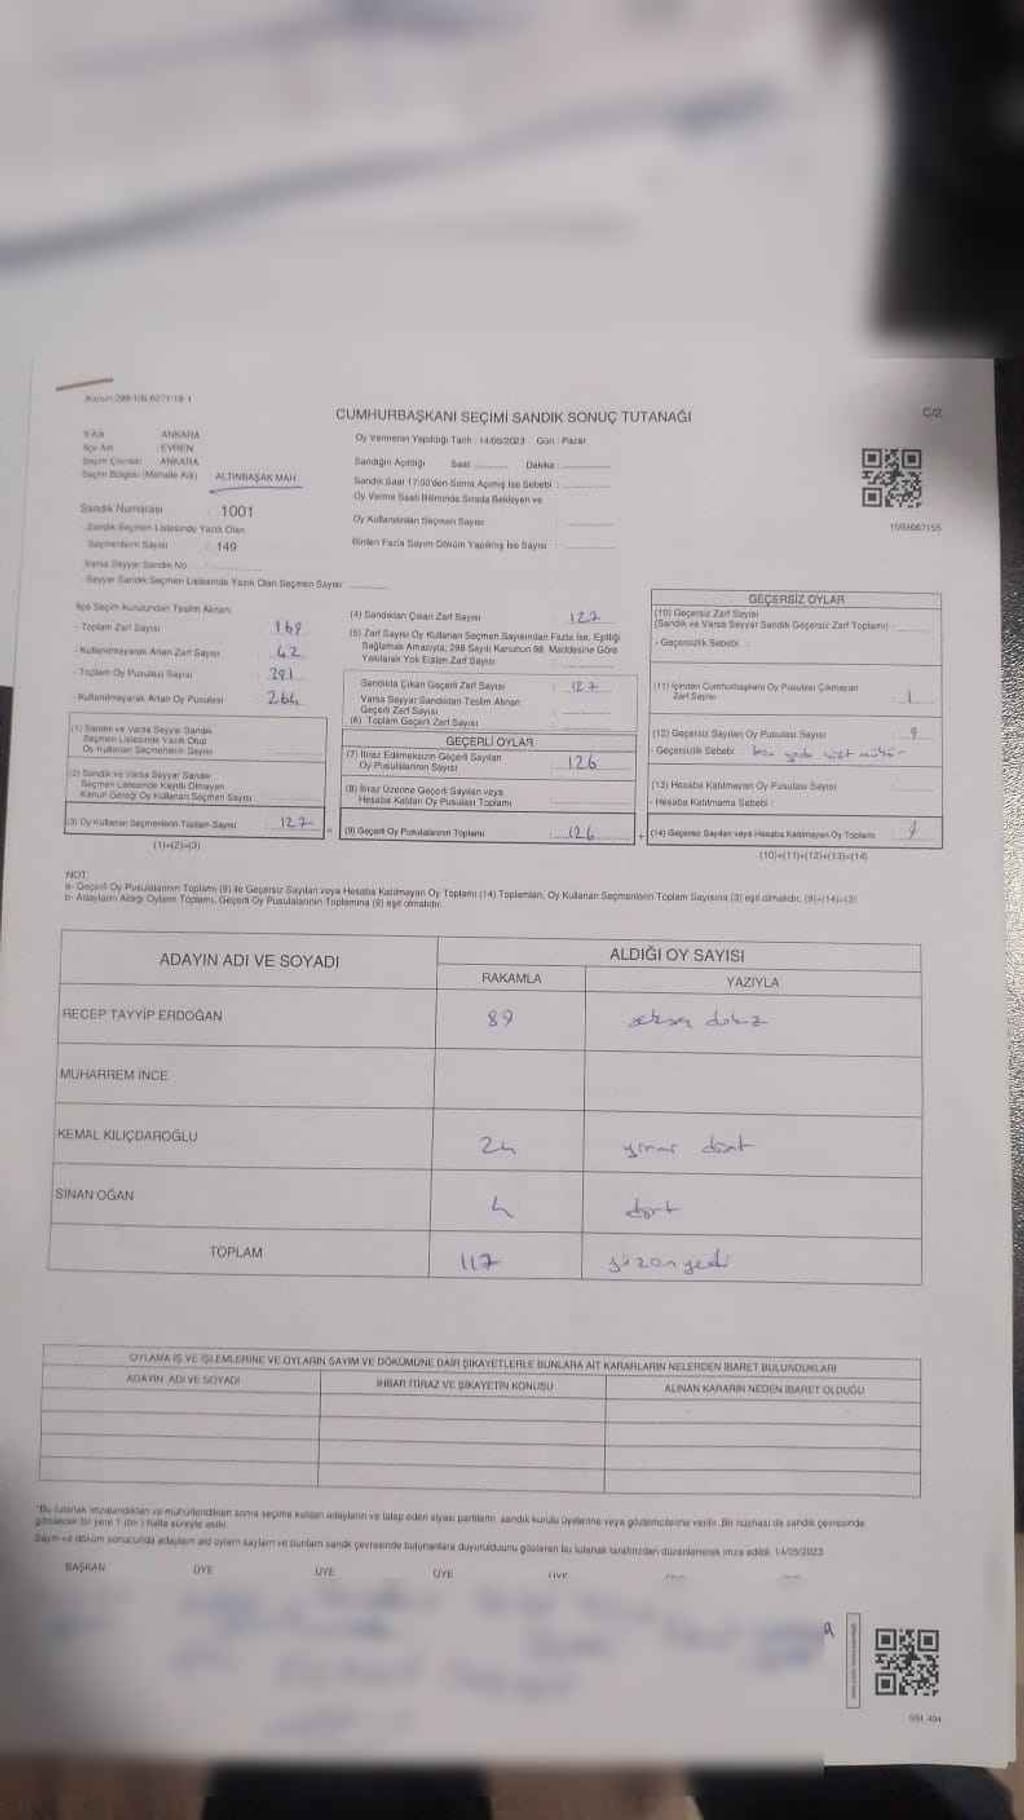 CUMHURBAŞKANI SEÇİMİ SANDIK SONUÇ TUTANAĞI
C/2
İl Adı ANKARA
İlçe Adı EVREN
Seçim Çevresi ANKARA
Seçim Bölgesi (Mahalle Adı) ALTINBAŞAK MAH.
Oy Vermenin Yapıldığı Tarih : 14/05/2023 Gün : Pazar
Sandığın Açıldığı Saat Dakika
Sandık Saat 17:00'den Sonra Açılmış İse Sebebi :
Oy Verme Saati Bitiminde Sırada Bekleyen ve
Oy Kullandırılan Seçmen Sayısı
Birden Fazla Sayım Döküm Yapılmış İse Sayısı
Sandık Numarası : 1001
Sandık Seçmen Listesinde Yazılı Olan
Seçmenlerin Sayısı : 149
Varsa Seyyar Sandık No
Seyyar Sandık Seçmen Listesinde Yazılı Olan Seçmen Sayısı
İlçe Seçim Kurulundan Teslim Alınan:
- Toplam Zarf Sayısı 169
- Kullanılmayarak Artan Zarf Sayısı 42
- Toplam Oy Pusulası Sayısı 291
- Kullanılmayarak Artan Oy Pusulası
(1) Sandık ve Varsa Seyyar Sandık
Seçmen Listesinde Yazılı Olup
Oy Kullanan Seçmenlerin Sayısı
(2) Sandık ve Varsa Seyyar Sandık
Seçmen Listesinde Kayıtlı Olmayan
Kanun Gereği Oy Kullanan Seçmen Sayısı
(3) Oy Kullanan Seçmenlerin Toplam Sayısı 127
(1)+(2)=(3)
(4) Sandıktan Çıkan Zarf Sayısı 127
(5) Zarf Sayısı Oy Kullanan Seçmen Sayısından Fazla İse, Eşitliği
Sağlamak Amacıyla, 298 Sayılı Kanunun 98. Maddesine Göre
Yakılarak Yok Edilen Zarf Sayısı
Sandıkta Çıkan Geçerli Zarf Sayısı : 127
Varsa Seyyar Sandıktan Teslim Alınan
Geçerli Zarf Sayısı
(6) Toplam Geçerli Zarf Sayısı
GEÇERLİ OYLAR
(7) İtiraz Edilmeksizin Geçerli Sayılan
Oy Pusulalarının Sayısı : 126
(8) İtiraz Üzerine Geçerli Sayılan veya
Hesaba Katılan Oy Pusulası Toplamı
(9) Geçerli Oy Pusulalarının Toplamı : 126
GEÇERSİZ OYLAR
(10) Geçersiz Zarf Sayısı
(Sandık ve Varsa Seyyar Sandık Geçersiz Zarf Toplamı)
- Geçersizlik Sebebi :
(11) İçinden Cumhurbaşkanı Oy Pusulası Çıkmayan
Zarf Sayısı 1
(12) Geçersiz Sayılan Oy Pusulası Sayısı 9
- Geçersizlik Sebebi
(13) Hesaba Katılmayan Oy Pusulası Sayısı
- Hesaba Katılmama Sebebi :
(14) Geçersiz Sayılan veya Hesaba Katılmayan Oy Toplamı
(10)+(11)+(12)+(13)=(14)
NOT:
a- Geçerli Oy Pusulalarının Toplamı (9) ile Geçersiz Sayılan veya Hesaba Katılmayan Oy Toplamı (14) Toplamları, Oy Kullanan Seçmenlerin Toplam Sayısına (3) eşit olmalıdır. (9)+(14)=(3)
b- Adayların Aldığı Oyların Toplamı, Geçerli Oy Pusulalarının Toplamına (9) eşit olmalıdır.
ADAYIN ADI VE SOYADI
ALDIĞI OY SAYISI
RAKAMLA YAZIYLA
RECEP TAYYİP ERDOĞAN 89 seksen dokuz
MUHARREM İNCE
KEMAL KILIÇDAROĞLU 24 yirmi dört
SİNAN OĞAN 4 dört
TOPLAM 117 yüzonyedi
OYLAMA İŞ VE İŞLEMLERİNE VE OYLARIN SAYIM VE DÖKÜMÜNE DAİR ŞİKAYETLERLE BUNLARA AİT KARARLARIN NELERDEN İBARET BULUNDUKLARI
ADAYIN ADI VE SOYADI
İHBAR İTİRAZ VE ŞİKAYETİN KONUSU
ALINAN KARARIN NEDEN İBARET OLDUĞU
BAŞKAN ÜYE ÜYE ÜYE ÜYE